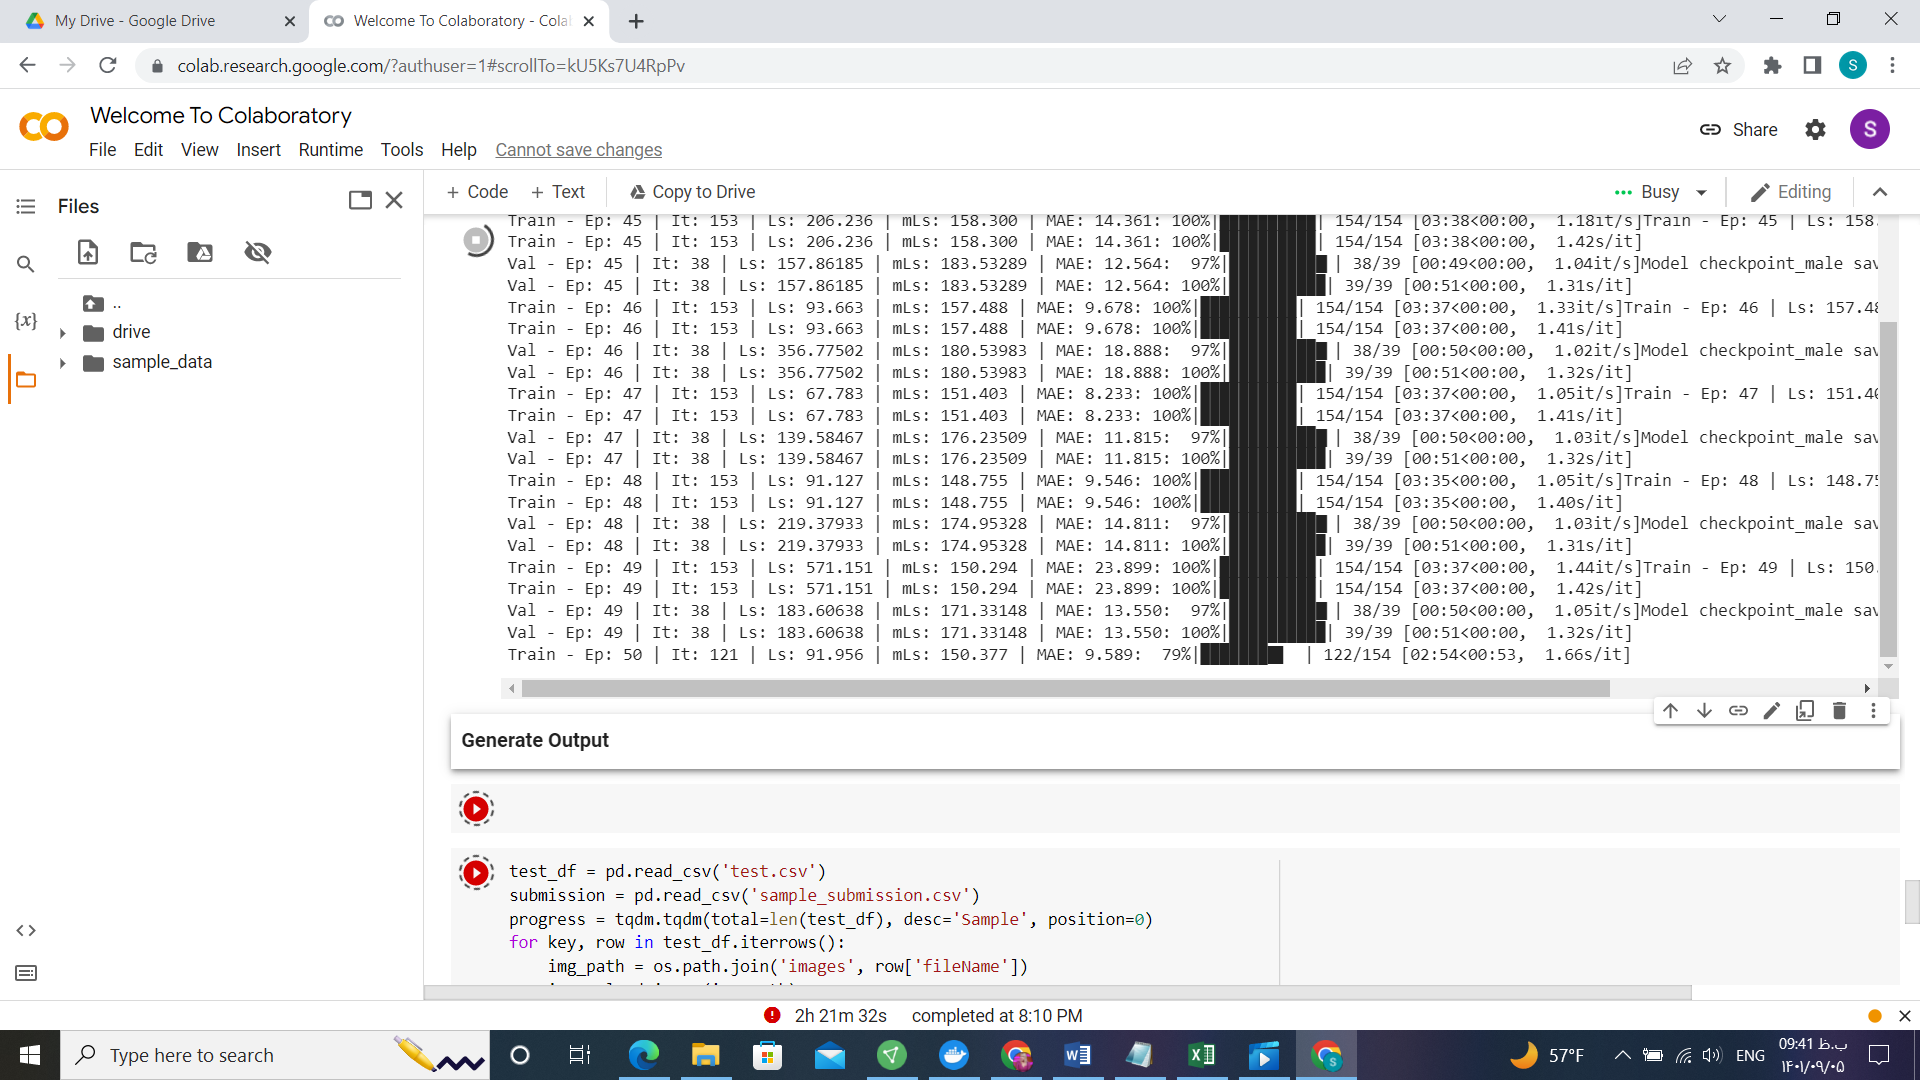 My Drive - Google Drive
Welcome To Colaboratory - Cola
colab.research.google.com/?authuser=1#scrollTo=kU5Ks7U4RpPv
S
Welcome To Colaboratory
File Edit View Insert Runtime Tools Help Cannot save changes
Share
S
Files
+ Code + Text Copy to Drive
Busy
Editing
..
drive
sample_data
{x}
Train - Ep: 45 | It: 153 | Ls: 206.236 | mLs: 158.300 | MAE: 14.361: 100%|██████████| 154/154 [03:38<00:00, 1.18it/s]Train - Ep: 45 | Ls: 158.
Train - Ep: 45 | It: 153 | Ls: 206.236 | mLs: 158.300 | MAE: 14.361: 100%|██████████| 154/154 [03:38<00:00, 1.42s/it]
Val - Ep: 45 | It: 38 | Ls: 157.86185 | mLs: 183.53289 | MAE: 12.564: 97%|██████████| 38/39 [00:49<00:00, 1.04it/s]Model checkpoint_male sav
Val - Ep: 45 | It: 38 | Ls: 157.86185 | mLs: 183.53289 | MAE: 12.564: 100%|██████████| 39/39 [00:51<00:00, 1.31s/it]
Train - Ep: 46 | It: 153 | Ls: 93.663 | mLs: 157.488 | MAE: 9.678: 100%|██████████| 154/154 [03:37<00:00, 1.33it/s]Train - Ep: 46 | Ls: 157.48
Train - Ep: 46 | It: 153 | Ls: 93.663 | mLs: 157.488 | MAE: 9.678: 100%|██████████| 154/154 [03:37<00:00, 1.41s/it]
Val - Ep: 46 | It: 38 | Ls: 356.77502 | mLs: 180.53983 | MAE: 18.888: 97%|██████████| 38/39 [00:50<00:00, 1.02it/s]Model checkpoint_male sav
Val - Ep: 46 | It: 38 | Ls: 356.77502 | mLs: 180.53983 | MAE: 18.888: 100%|██████████| 39/39 [00:51<00:00, 1.32s/it]
Train - Ep: 47 | It: 153 | Ls: 67.783 | mLs: 151.403 | MAE: 8.233: 100%|██████████| 154/154 [03:37<00:00, 1.05it/s]Train - Ep: 47 | Ls: 151.40
Train - Ep: 47 | It: 153 | Ls: 67.783 | mLs: 151.403 | MAE: 8.233: 100%|██████████| 154/154 [03:37<00:00, 1.41s/it]
Val - Ep: 47 | It: 38 | Ls: 139.58467 | mLs: 176.23509 | MAE: 11.815: 97%|██████████| 38/39 [00:50<00:00, 1.03it/s]Model checkpoint_male sav
Val - Ep: 47 | It: 38 | Ls: 139.58467 | mLs: 176.23509 | MAE: 11.815: 100%|██████████| 39/39 [00:51<00:00, 1.32s/it]
Train - Ep: 48 | It: 153 | Ls: 91.127 | mLs: 148.755 | MAE: 9.546: 100%|██████████| 154/154 [03:35<00:00, 1.05it/s]Train - Ep: 48 | Ls: 148.75
Train - Ep: 48 | It: 153 | Ls: 91.127 | mLs: 148.755 | MAE: 9.546: 100%|██████████| 154/154 [03:35<00:00, 1.40s/it]
Val - Ep: 48 | It: 38 | Ls: 219.37933 | mLs: 174.95328 | MAE: 14.811: 97%|██████████| 38/39 [00:50<00:00, 1.03it/s]Model checkpoint_male sav
Val - Ep: 48 | It: 38 | Ls: 219.37933 | mLs: 174.95328 | MAE: 14.811: 100%|██████████| 39/39 [00:51<00:00, 1.31s/it]
Train - Ep: 49 | It: 153 | Ls: 571.151 | mLs: 150.294 | MAE: 23.899: 100%|██████████| 154/154 [03:37<00:00, 1.44it/s]Train - Ep: 49 | Ls: 150.
Train - Ep: 49 | It: 153 | Ls: 571.151 | mLs: 150.294 | MAE: 23.899: 100%|██████████| 154/154 [03:37<00:00, 1.42s/it]
Val - Ep: 49 | It: 38 | Ls: 183.60638 | mLs: 171.33148 | MAE: 13.550: 97%|██████████| 38/39 [00:50<00:00, 1.05it/s]Model checkpoint_male sav
Val - Ep: 49 | It: 38 | Ls: 183.60638 | mLs: 171.33148 | MAE: 13.550: 100%|██████████| 39/39 [00:51<00:00, 1.32s/it]
Train - Ep: 50 | It: 121 | Ls: 91.956 | mLs: 150.377 | MAE: 9.589: 79%|████████ | 122/154 [02:54<00:53, 1.66s/it]
Generate Output
test_df = pd.read_csv('test.csv')
submission = pd.read_csv('sample_submission.csv')
progress = tqdm.tqdm(total=len(test_df), desc='Sample', position=0)
for key, row in test_df.iterrows():
img_path = os.path.join('images', row['fileName'])
2h 21m 32s completed at 8:10 PM
Type here to search
57°F
ENG
09:41 ب.ظ
۱۴۰۱/۰۹/۰۵